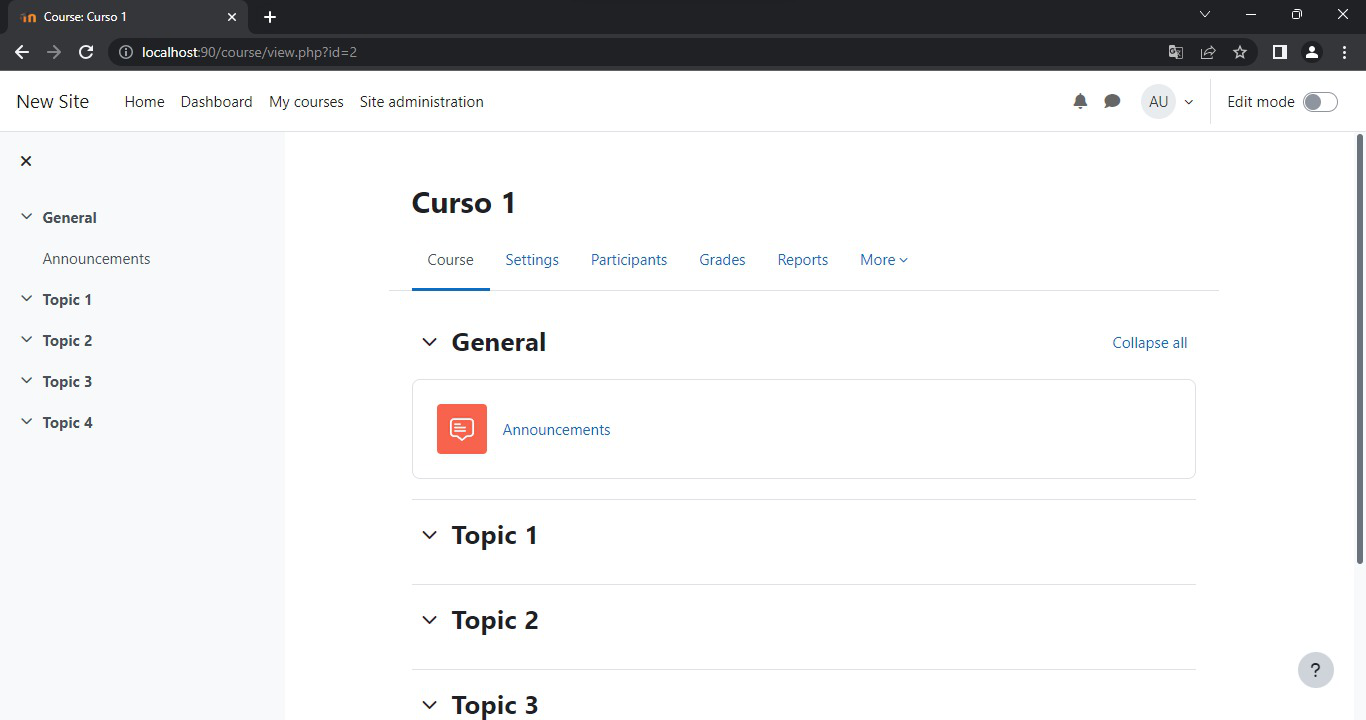 Course: Curso 1
localhost:90/course/view.php?id=2
New Site Home Dashboard My courses Site administration AU Edit mode
General
Announcements
Topic 1
Topic 2
Topic 3
Topic 4
Curso 1
Course Settings Participants Grades Reports More
General Collapse all
Announcements
Topic 1
Topic 2
Topic 3
?